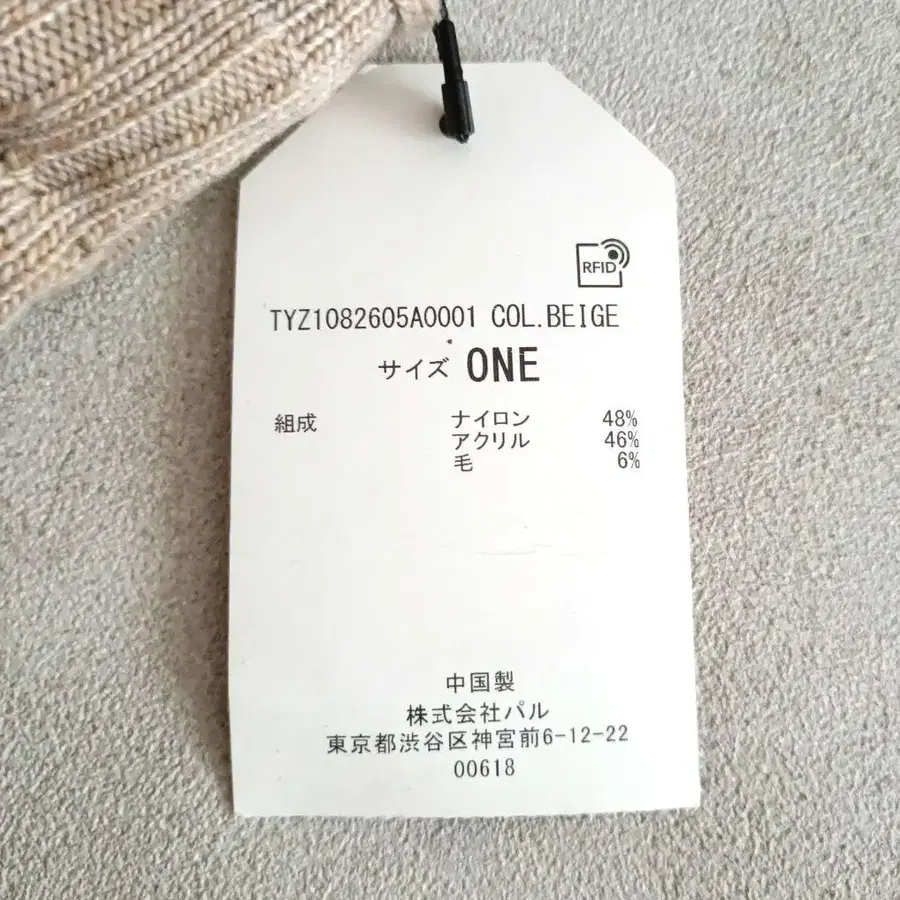 RFID
TYZ1082605A0001 COL.BEIGE
サイズ ONE
組成 ナイロン 48%
アクリル 46%
毛 6%
中国製
株式会社パル
東京都渋谷区神宮前6-12-22
00618